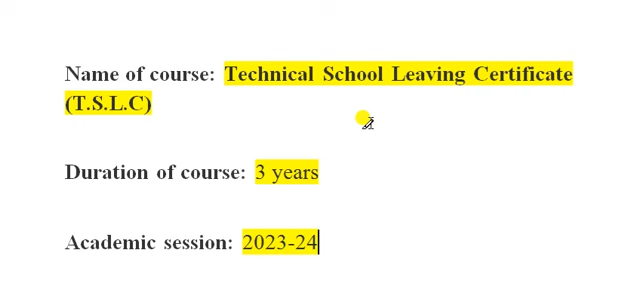 Name of course: Technical School Leaving Certificate
(T.S.L.C)
Duration of course: 3 years
Academic session: 2023-24